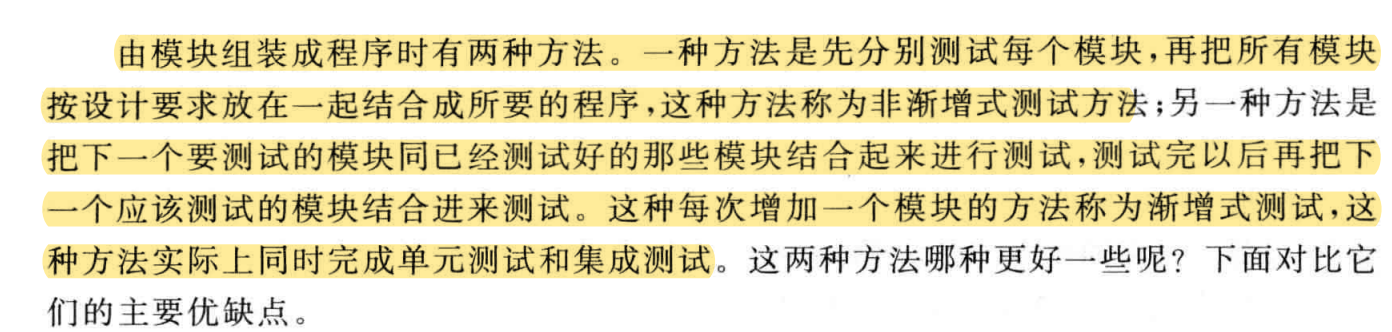 由模块组装成程序时有两种方法。一种方法是先分别测试每个模块,再把所有模块
按设计要求放在一起结合成所要的程序,这种方法称为非渐增式测试方法;另一种方法是
把下一个要测试的模块同已经测试好的那些模块结合起来进行测试,测试完以后再把下
一个应该测试的模块结合进来测试。这种每次增加一个模块的方法称为渐增式测试,这
种方法实际上同时完成单元测试和集成测试。这两种方法哪种更好一些呢?下面对比它
们的主要优缺点。